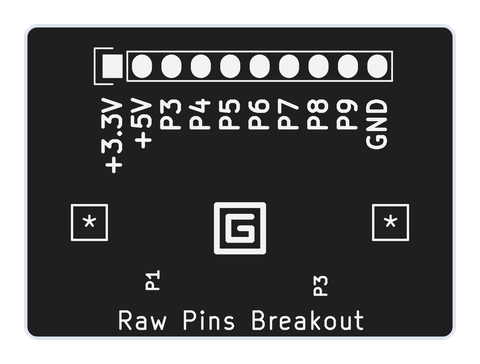 +3.3V
+5V
P3
P4
P5
P6
P7
P8
P9
GND
*
G
*
P1
P3
Raw Pins Breakout